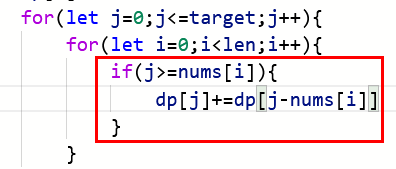 for(let j=0;j<=target;j++){
for(let i=0;i<len;i++){
if(j>=nums[i]){
dp[j]+=dp[j-nums[i]]
}
}